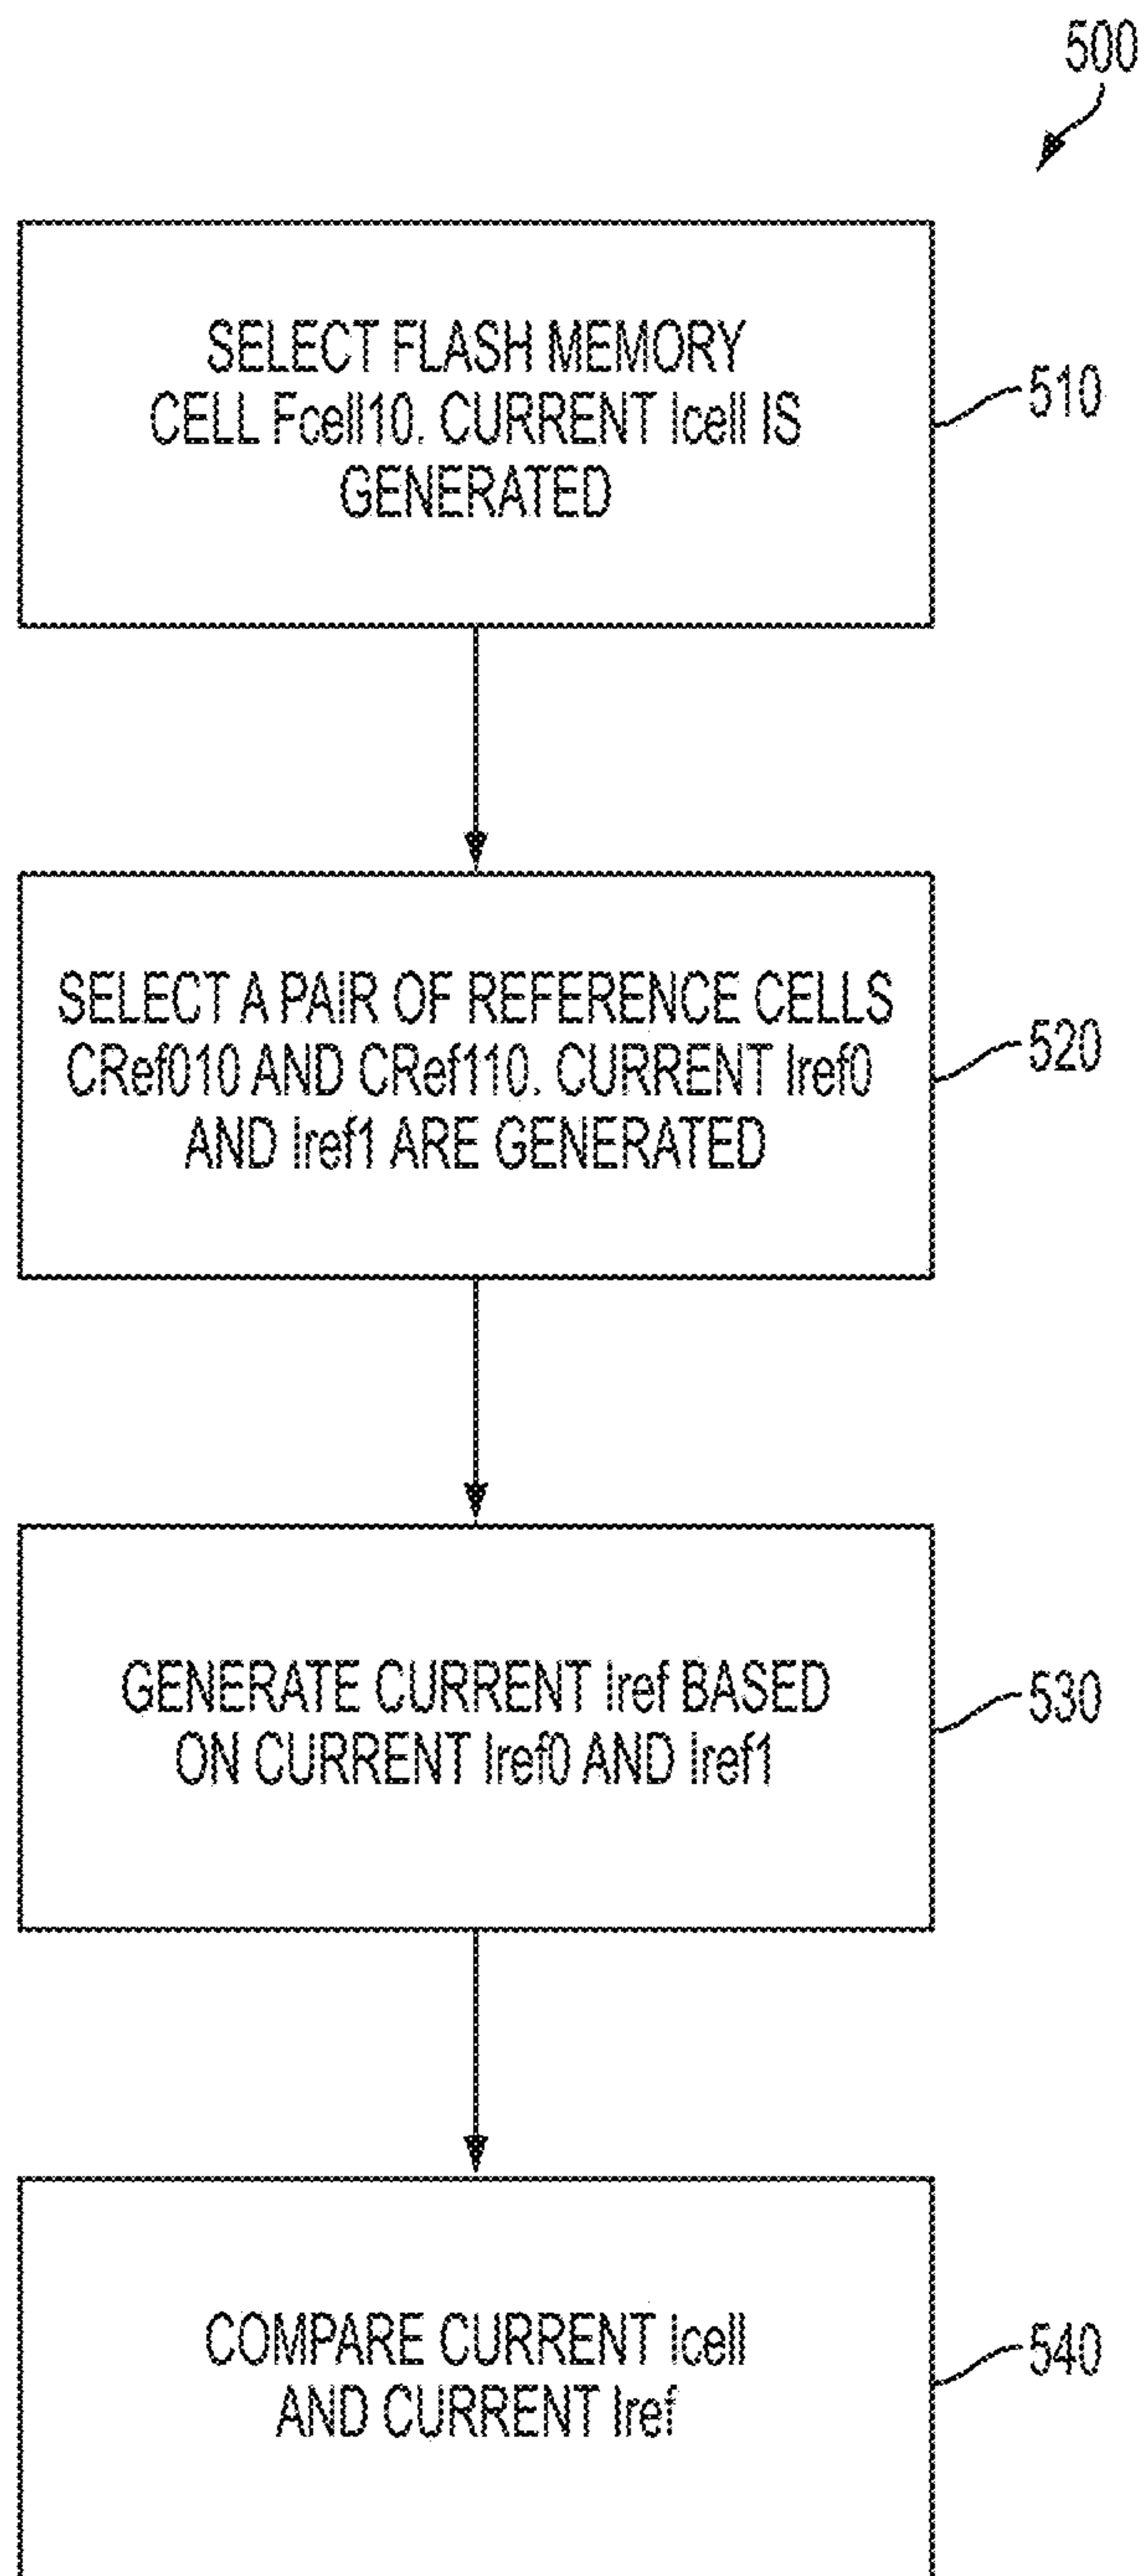 500
SELECT FLASH MEMORY
CELL Fcell10. CURRENT Icell IS
GENERATED
510
SELECT A PAIR OF REFERENCE CELLS
CRef010 AND CRef110. CURRENT Iref0
AND Iref1 ARE GENERATED
520
GENERATE CURRENT Iref BASED
ON CURRENT Iref0 AND Iref1
530
COMPARE CURRENT Icell
AND CURRENT Iref
540